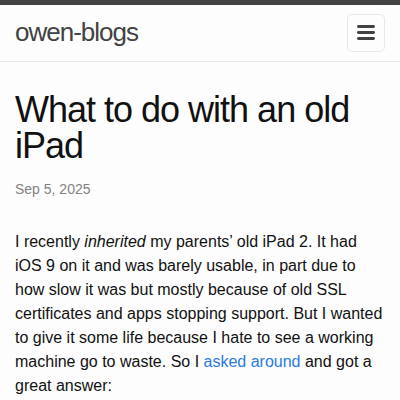 owen-blogs
What to do with an old
iPad
Sep 5, 2025
I recently inherited my parents’ old iPad 2. It had
iOS 9 on it and was barely usable, in part due to
how slow it was but mostly because of old SSL
certificates and apps stopping support. But I wanted
to give it some life because I hate to see a working
machine go to waste. So I asked around and got a
great answer: